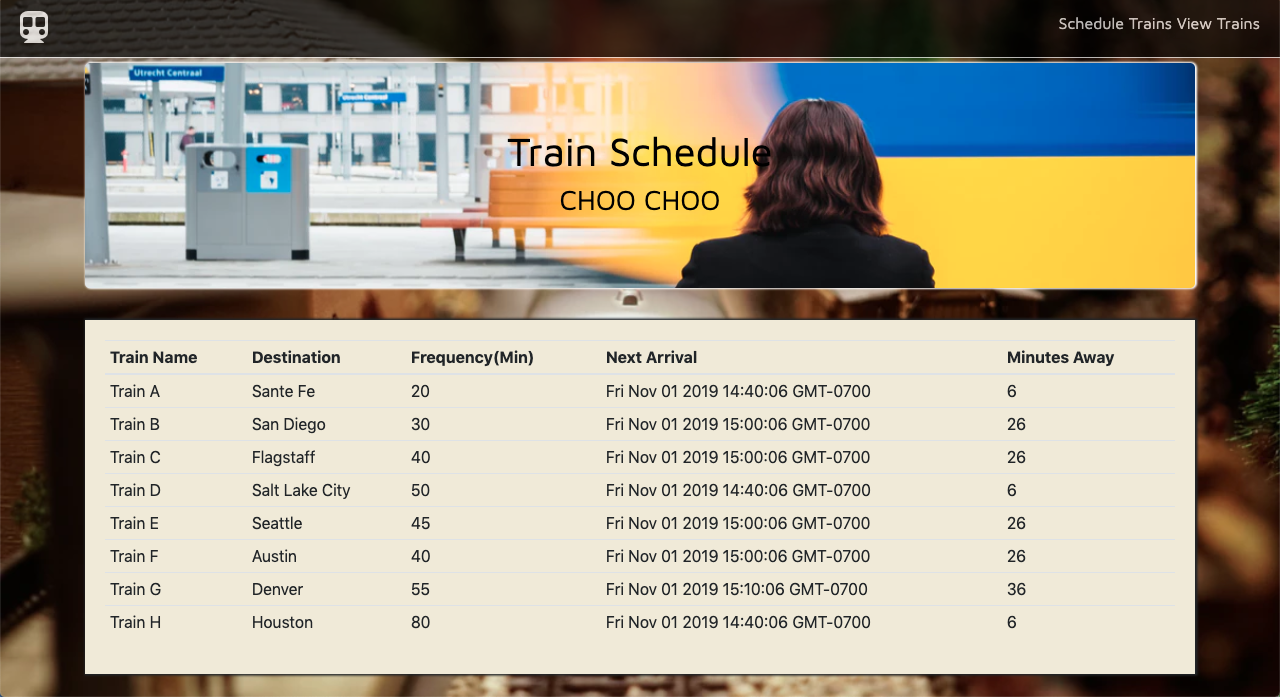 Schedule Trains View Trains
Utrecht Centraal
Utrecht Centraal
Train Schedule
CHOO CHOO
Train Name Destination Frequency(Min) Next Arrival Minutes Away
Train A Sante Fe 20 Fri Nov 01 2019 14:40:06 GMT-0700 6
Train B San Diego 30 Fri Nov 01 2019 15:00:06 GMT-0700 26
Train C Flagstaff 40 Fri Nov 01 2019 15:00:06 GMT-0700 26
Train D Salt Lake City 50 Fri Nov 01 2019 14:40:06 GMT-0700 6
Train E Seattle 45 Fri Nov 01 2019 15:00:06 GMT-0700 26
Train F Austin 40 Fri Nov 01 2019 15:00:06 GMT-0700 26
Train G Denver 55 Fri Nov 01 2019 15:10:06 GMT-0700 36
Train H Houston 80 Fri Nov 01 2019 14:40:06 GMT-0700 6